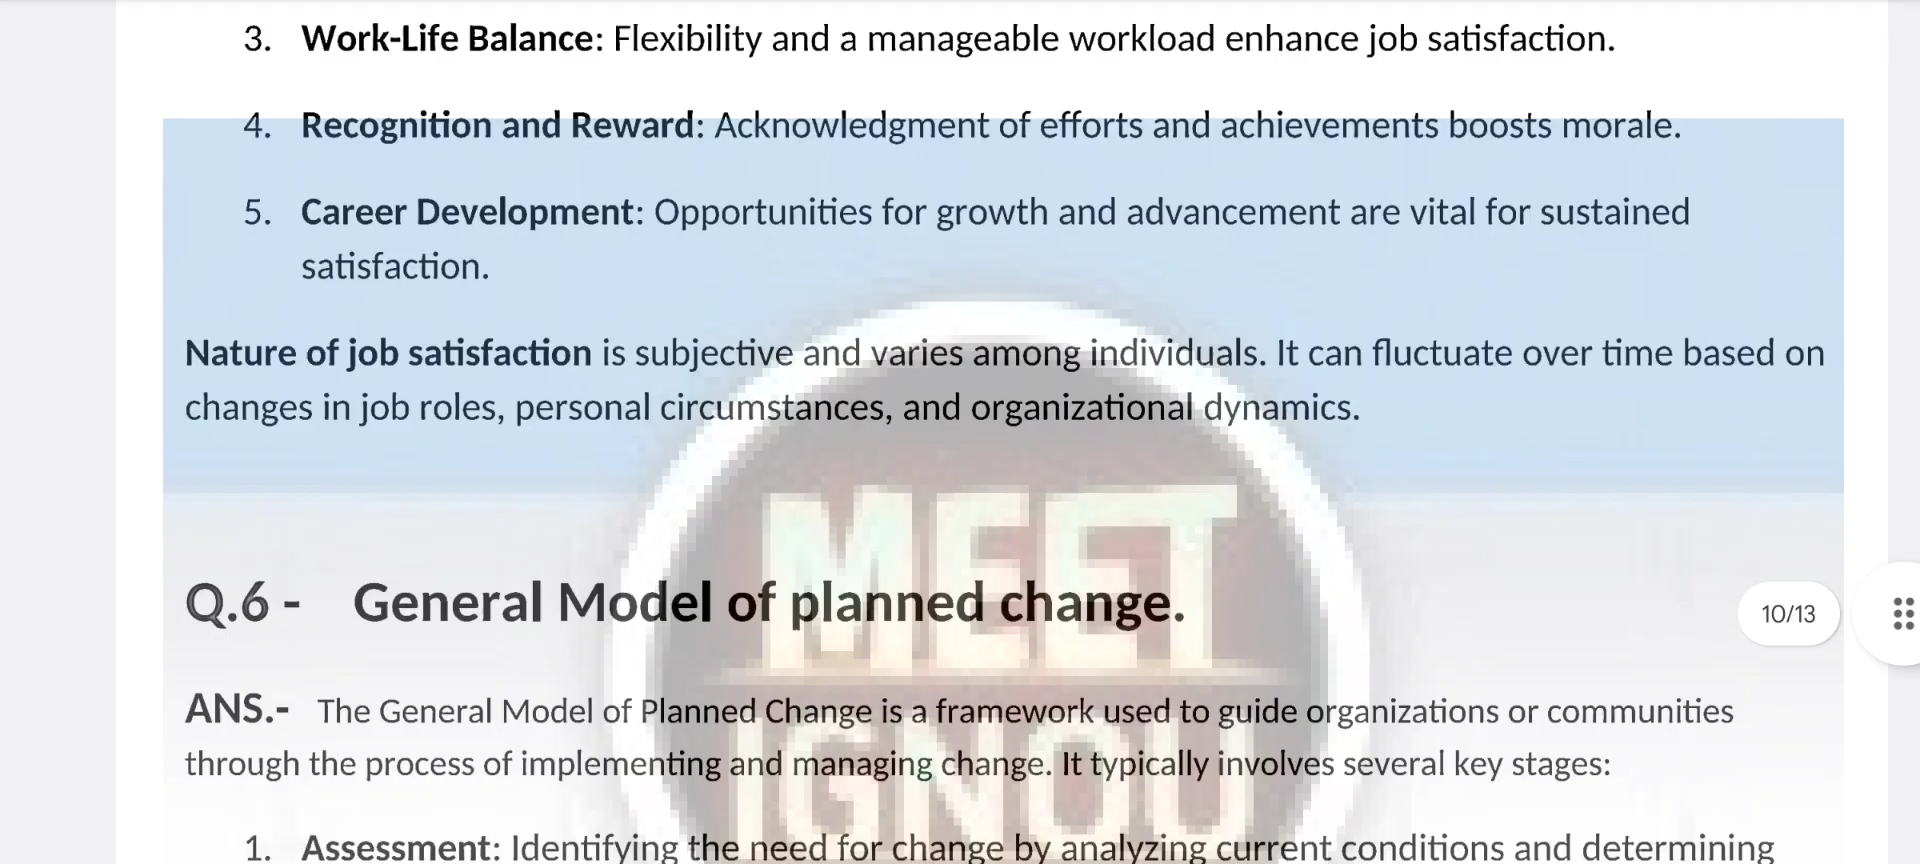 3. Work-Life Balance: Flexibility and a manageable workload enhance job satisfaction.
4. Recognition and Reward: Acknowledgment of efforts and achievements boosts morale.
5. Career Development: Opportunities for growth and advancement are vital for sustained
satisfaction.
Nature of job satisfaction is subjective and varies among individuals. It can fluctuate over time based on
changes in job roles, personal circumstances, and organizational dynamics.
MEET
Q.6 - General Model of planned change.
10/13
ANS.- The General Model of Planned Change is a framework used to guide organizations or communities
through the process of implementing and managing change. It typically involves several key stages:
IGNOU
1. Assessment: Identifying the need for change by analyzing current conditions and determining